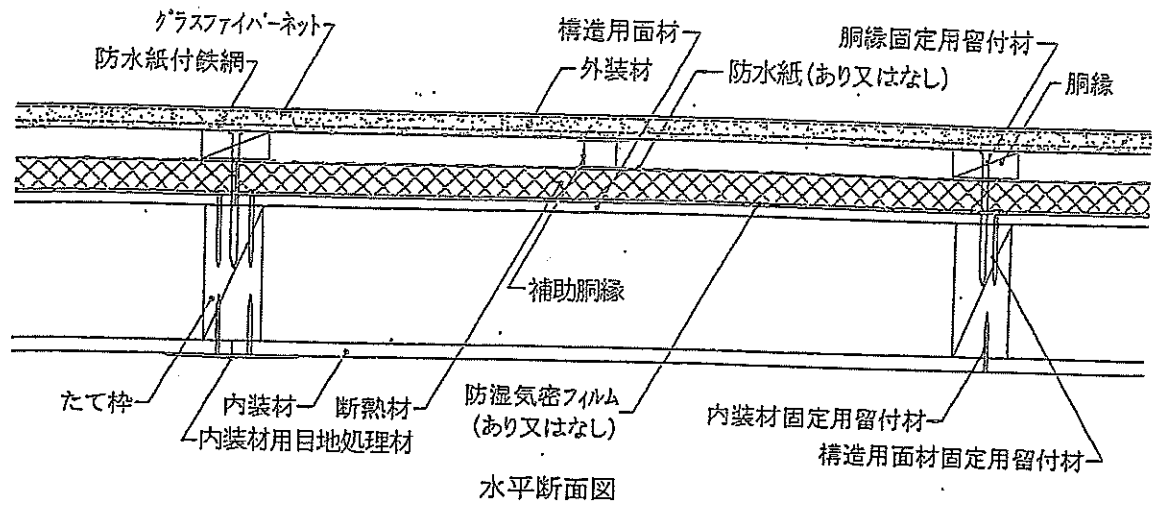 グラスファイバーネット
防水紙付鉄網
構造用面材
外装材
防水紙(あり又はなし)
胴縁固定用留付材
胴縁
補助胴縁
たて枠
内装材
内装材用目地処理材
断熱材
防湿気密フィルム
(あり又はなし)
内装材固定用留付材
構造用面材固定用留付材
水平断面図